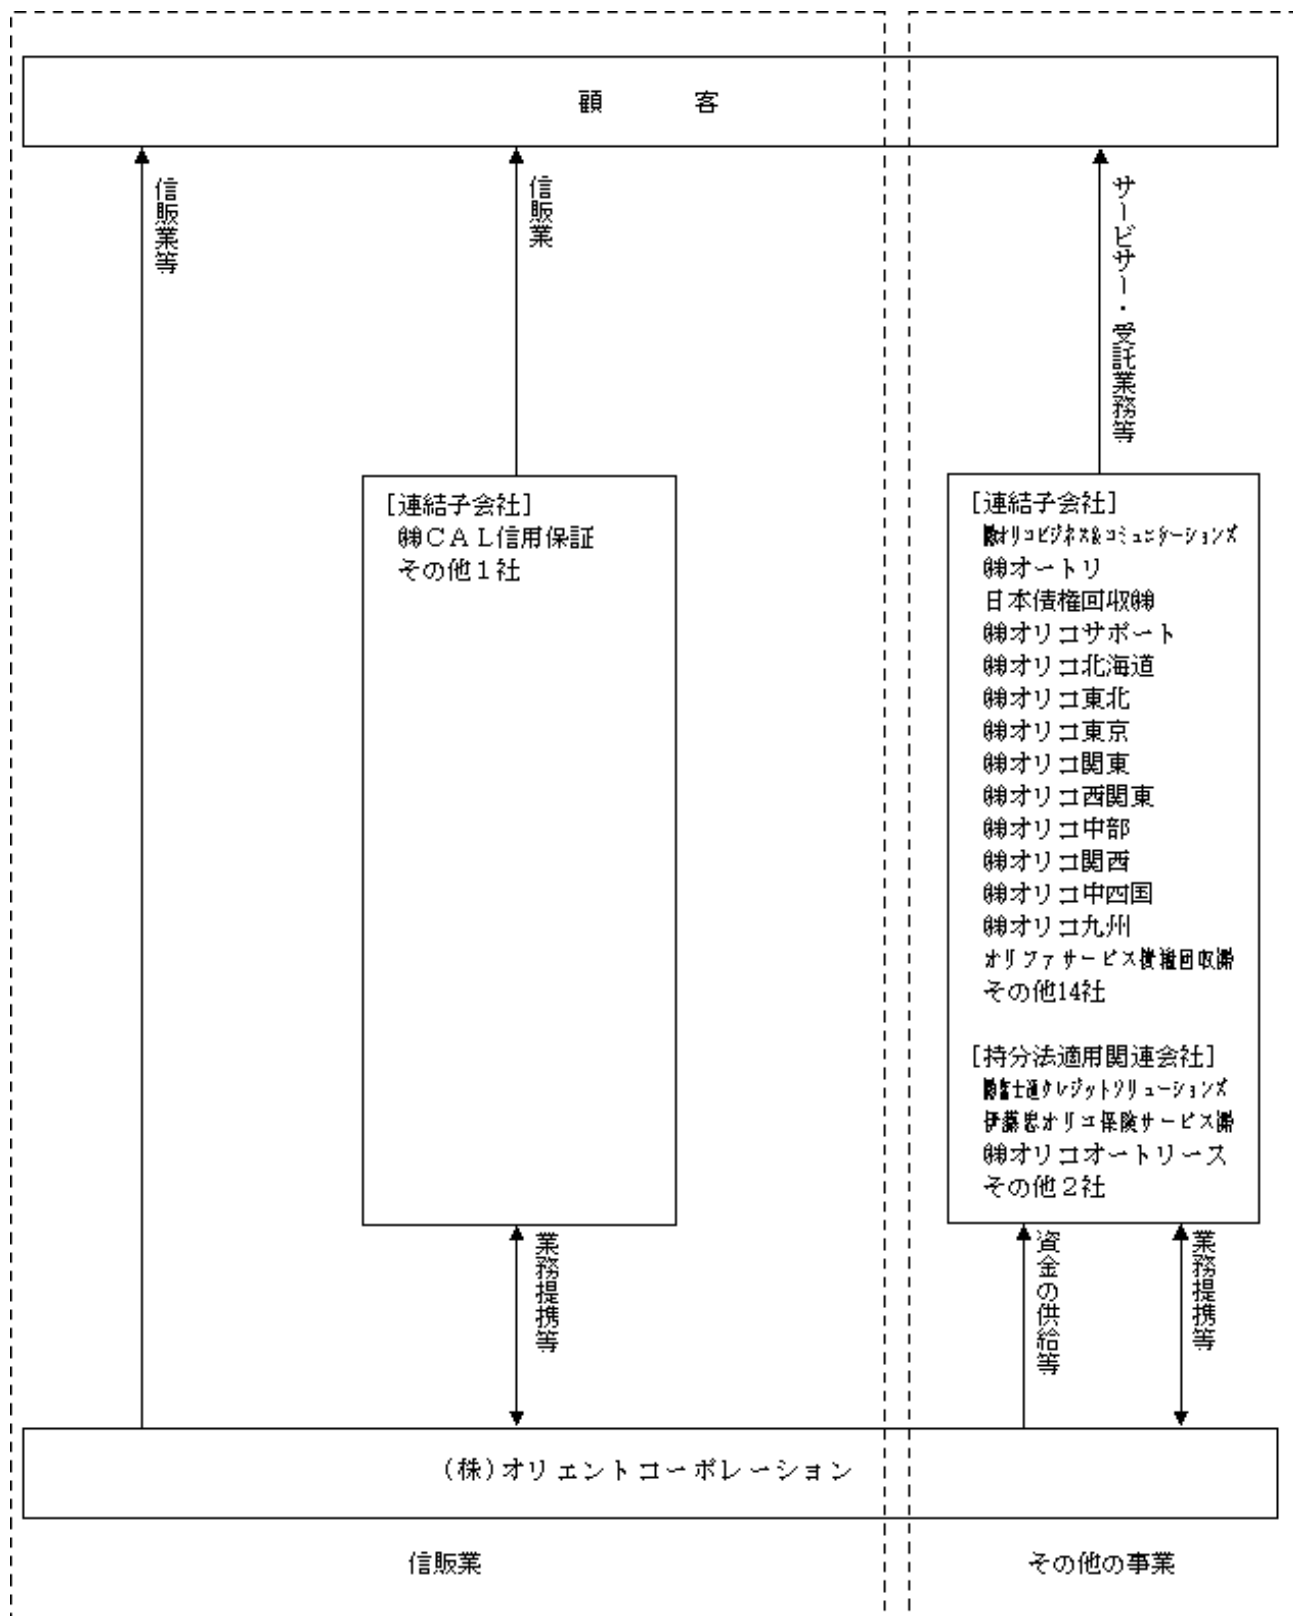 顧　　　客
信販業等
信販業
サービサー・受託業務等
[連結子会社]
㈱ＣＡＬ信用保証
その他１社
[連結子会社]
㈱オリコビジネス&コミュニケーションズ
㈱オートリ
日本債権回収㈱
㈱オリコサポート
㈱オリコ北海道
㈱オリコ東北
㈱オリコ東京
㈱オリコ関東
㈱オリコ西関東
㈱オリコ中部
㈱オリコ関西
㈱オリコ中四国
㈱オリコ九州
オリファサービス債権回収㈱
その他14社
[持分法適用関連会社]
㈱富士通クレジットソリューションズ
伊藤忠オリコ保険サービス㈱
㈱オリコオートリース
その他２社
業務提携等
資金の供給等
業務提携等
(株)オリエントコーポレーション
信販業
その他の事業